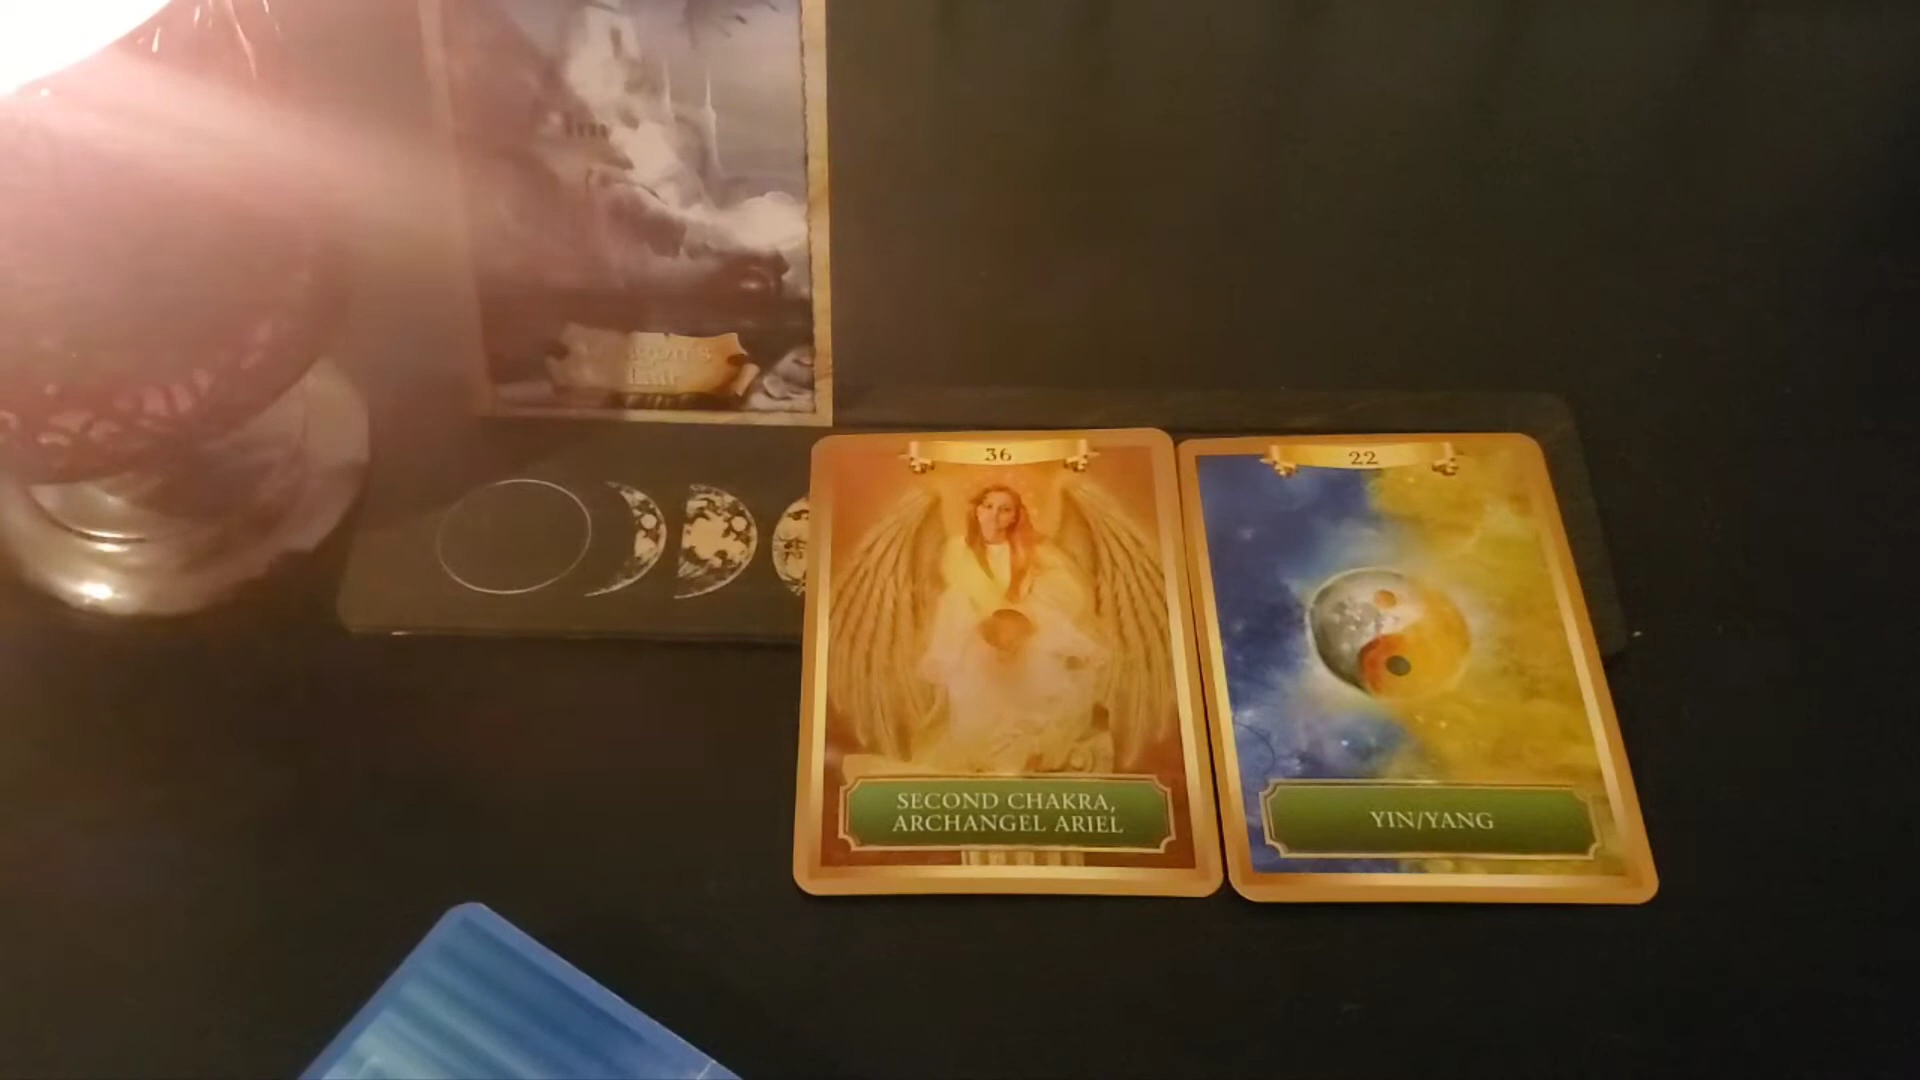 36
SECOND CHAKRA,
ARCHANGEL ARIEL
22
YIN/YANG